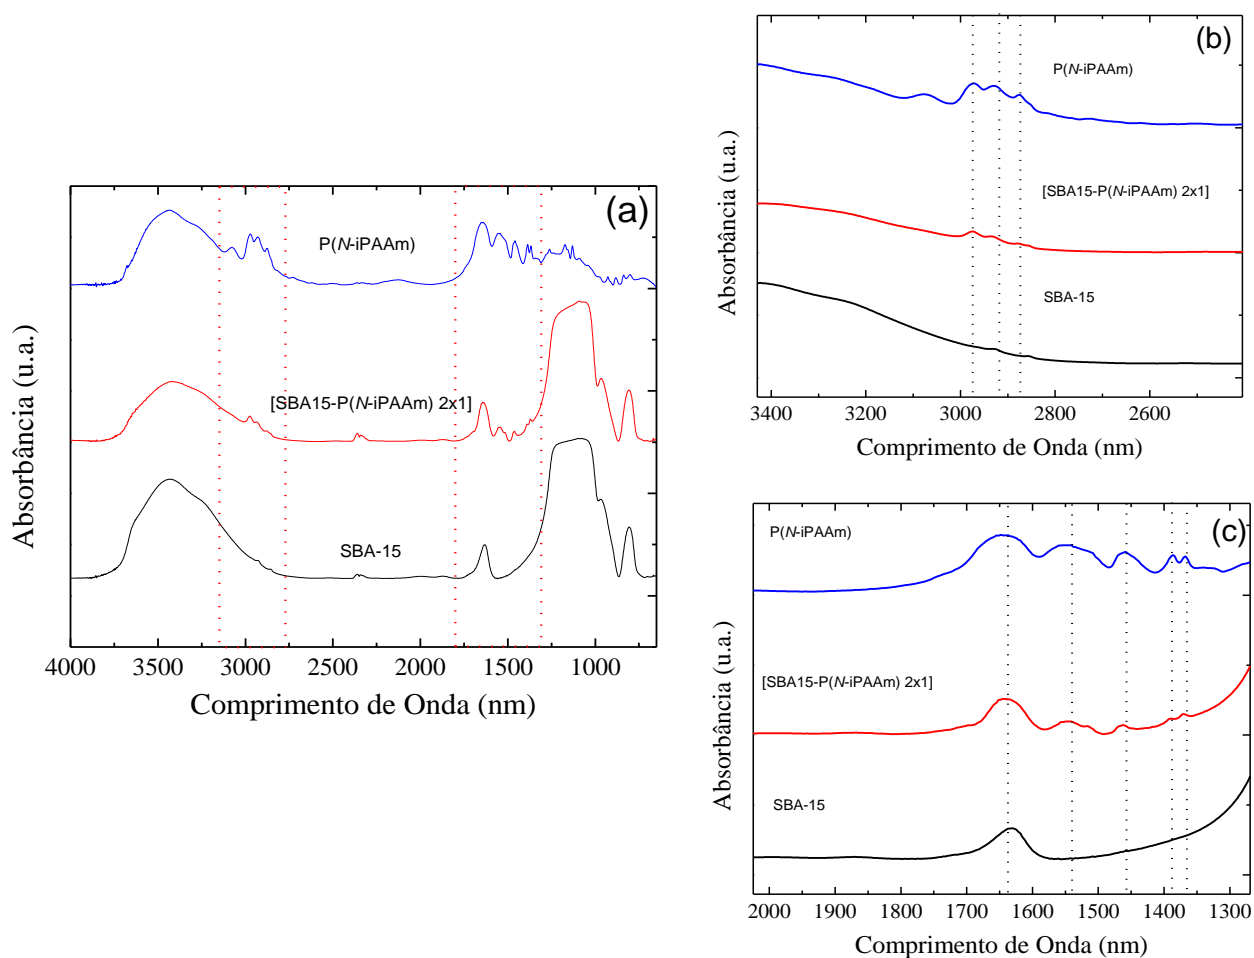 (a)
P(N-iPAAm)
[SBA15-P(N-iPAAm) 2x1]
SBA-15
Absorbância (u.a.)
4000 3500 3000 2500 2000 1500 1000
Comprimento de Onda (nm)
(b)
P(N-iPAAm)
[SBA15-P(N-iPAAm) 2x1]
SBA-15
Absorbância (u.a.)
3400 3200 3000 2800 2600
Comprimento de Onda (nm)
(c)
P(N-iPAAm)
[SBA15-P(N-iPAAm) 2x1]
SBA-15
Absorbância (u.a.)
2000 1900 1800 1700 1600 1500 1400 1300
Comprimento de Onda (nm)